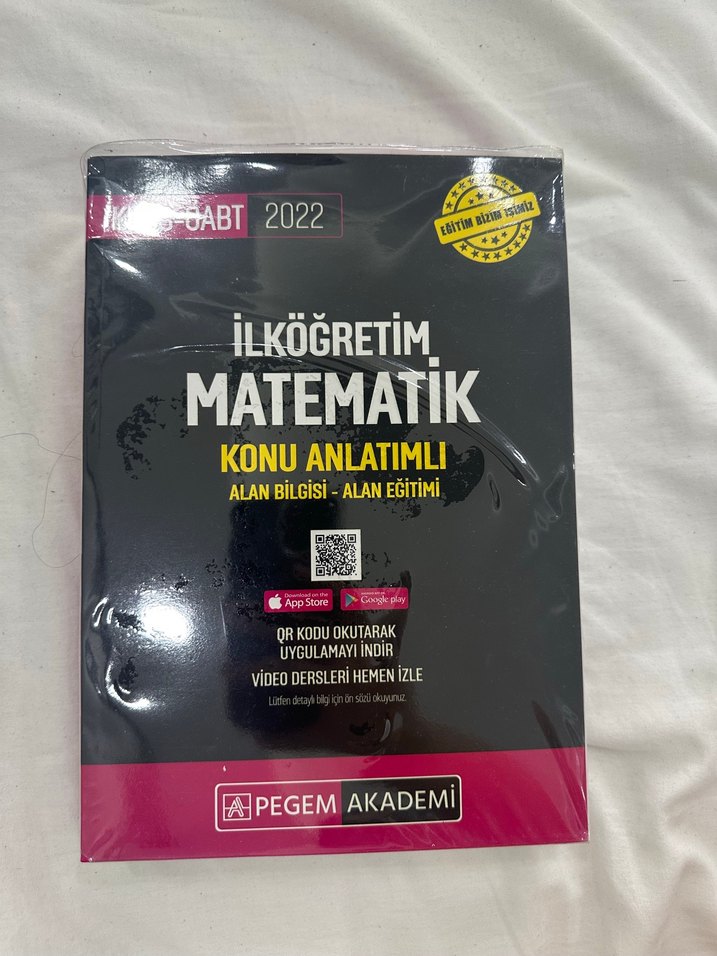 ÖABT 2022
EĞİTİM BİZİM İŞİMİZ
İLKÖĞRETİM
MATEMATİK
KONU ANLATIMLI
ALAN BİLGİSİ - ALAN EĞİTİMİ
Download on the
App Store
Google play
QR KODU OKUTARAK
UYGULAMAYI İNDİR
VİDEO DERSLERİ HEMEN İZLE
Lütfen detaylı bilgi için ön sözü okuyunuz.
PEGEM AKADEMİ